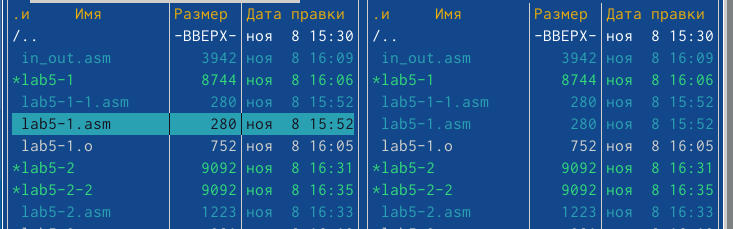 .и Имя Размер Дата правки .и Имя Размер Дата правки
/.. -ВВЕРХ- ноя 8 15:30 /.. -ВВЕРХ- ноя 8 15:30
in_out.asm 3942 ноя 8 16:09 in_out.asm 3942 ноя 8 16:09
*lab5-1 8744 ноя 8 16:06 *lab5-1 8744 ноя 8 16:06
lab5-1-1.asm 280 ноя 8 15:52 lab5-1-1.asm 280 ноя 8 15:52
lab5-1.asm 280 ноя 8 15:52 lab5-1.asm 280 ноя 8 15:52
lab5-1.o 752 ноя 8 16:05 lab5-1.o 752 ноя 8 16:05
*lab5-2 9092 ноя 8 16:31 *lab5-2 9092 ноя 8 16:31
*lab5-2-2 9092 ноя 8 16:35 *lab5-2-2 9092 ноя 8 16:35
lab5-2.asm 1223 ноя 8 16:33 lab5-2.asm 1223 ноя 8 16:33